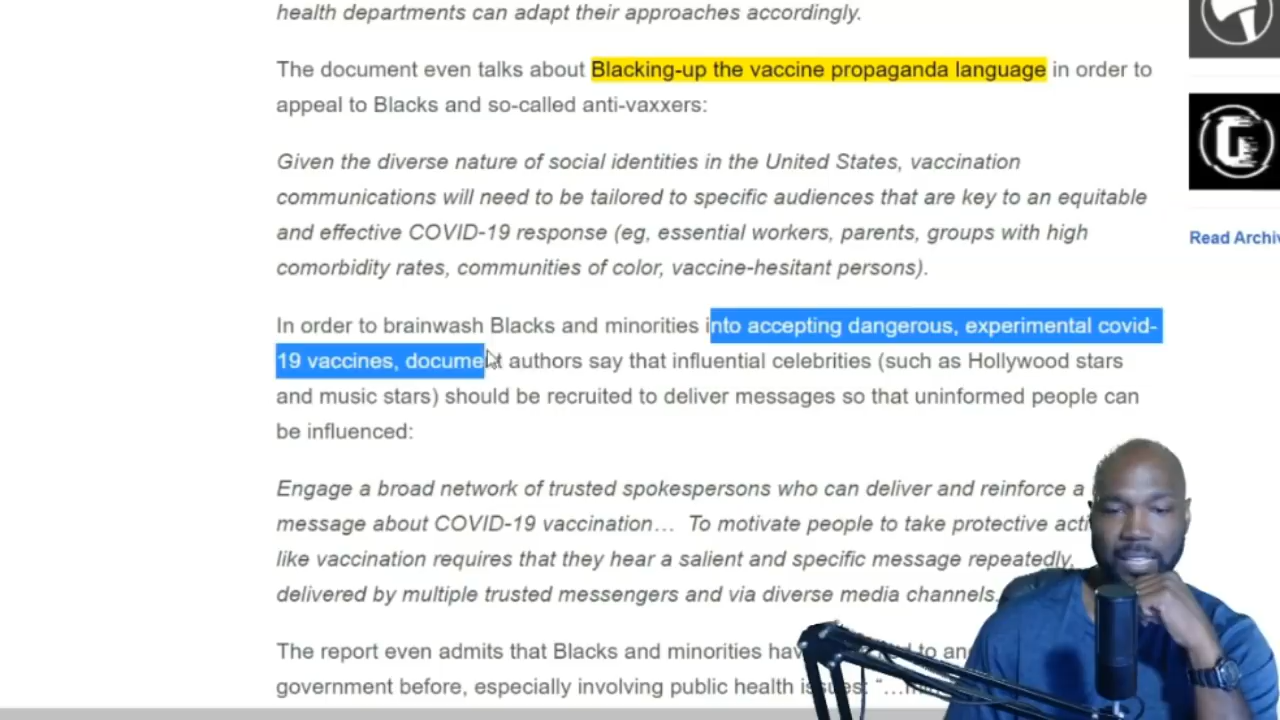 health departments can adapt their approaches accordingly.
The document even talks about Blacking-up the vaccine propaganda language in order to
appeal to Blacks and so-called anti-vaxxers:
Given the diverse nature of social identities in the United States, vaccination
communications will need to be tailored to specific audiences that are key to an equitable
and effective COVID-19 response (eg, essential workers, parents, groups with high
comorbidity rates, communities of color, vaccine-hesitant persons).
In order to brainwash Blacks and minorities into accepting dangerous, experimental covid-
19 vaccines, document authors say that influential celebrities (such as Hollywood stars
and music stars) should be recruited to deliver messages so that uninformed people can
be influenced:
Engage a broad network of trusted spokespersons who can deliver and reinforce a
message about COVID-19 vaccination… To motivate people to take protective
like vaccination requires that they hear a salient and specific message repeatedly,
delivered by multiple trusted messengers and via diverse media channels.
The report even admits that Blacks and minorities
government before, especially involving public health issues: “…
Read